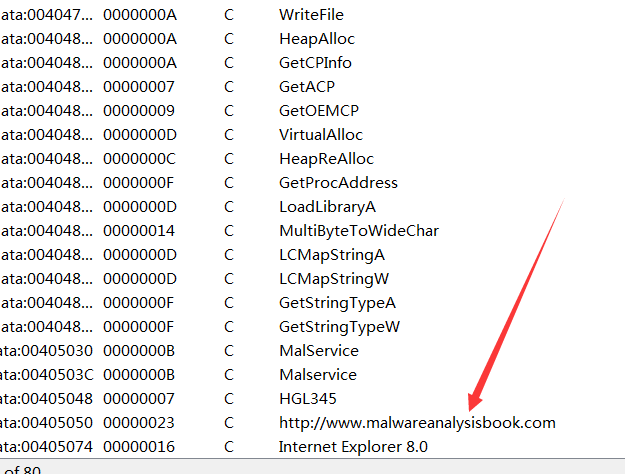 ata:004047... 0000000A C WriteFile
ata:004048... 0000000A C HeapAlloc
ata:004048... 0000000A C GetCPInfo
ata:004048... 00000007 C GetACP
ata:004048... 00000009 C GetOEMCP
ata:004048... 0000000D C VirtualAlloc
ata:004048... 0000000C C HeapReAlloc
ata:004048... 0000000F C GetProcAddress
ata:004048... 0000000D C LoadLibraryA
ata:004048... 00000014 C MultiByteToWideChar
ata:004048... 0000000D C LCMapStringA
ata:004048... 0000000D C LCMapStringW
ata:004048... 0000000F C GetStringTypeA
ata:004048... 0000000F C GetStringTypeW
ata:00405030 0000000B C MalService
ata:0040503C 0000000B C Malservice
ata:00405048 00000007 C HGL345
ata:00405050 00000023 C http://www.malwareanalysisbook.com
ata:00405074 00000016 C Internet Explorer 8.0
of 80